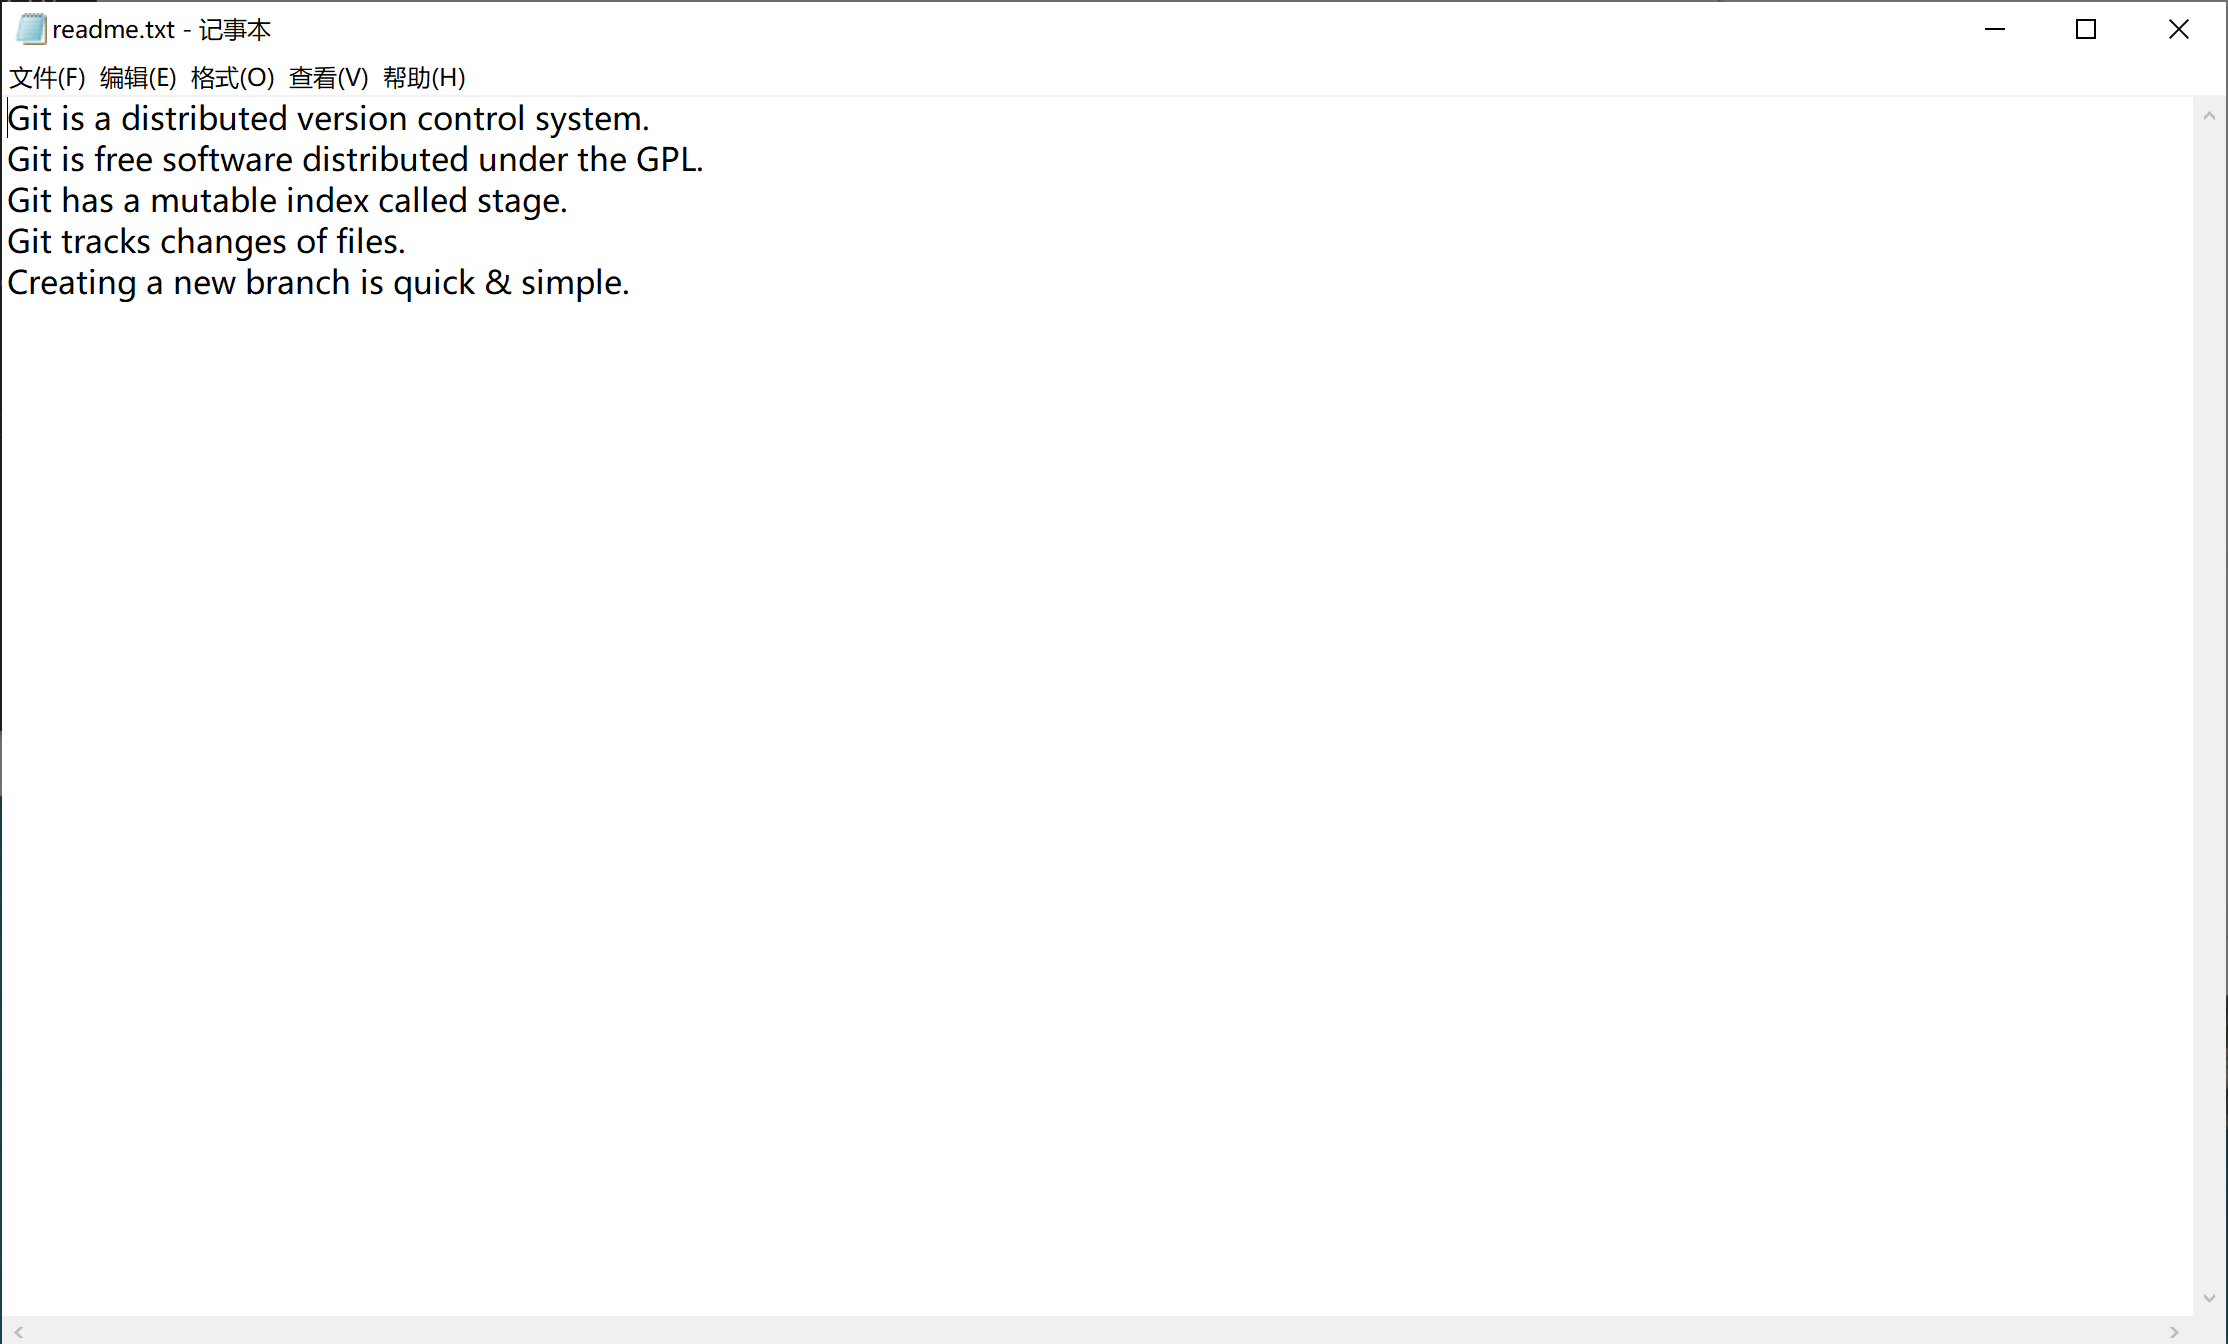 readme.txt - 记事本
文件(F) 编辑(E) 格式(O) 查看(V) 帮助(H)
Git is a distributed version control system.
Git is free software distributed under the GPL.
Git has a mutable index called stage.
Git tracks changes of files.
Creating a new branch is quick & simple.